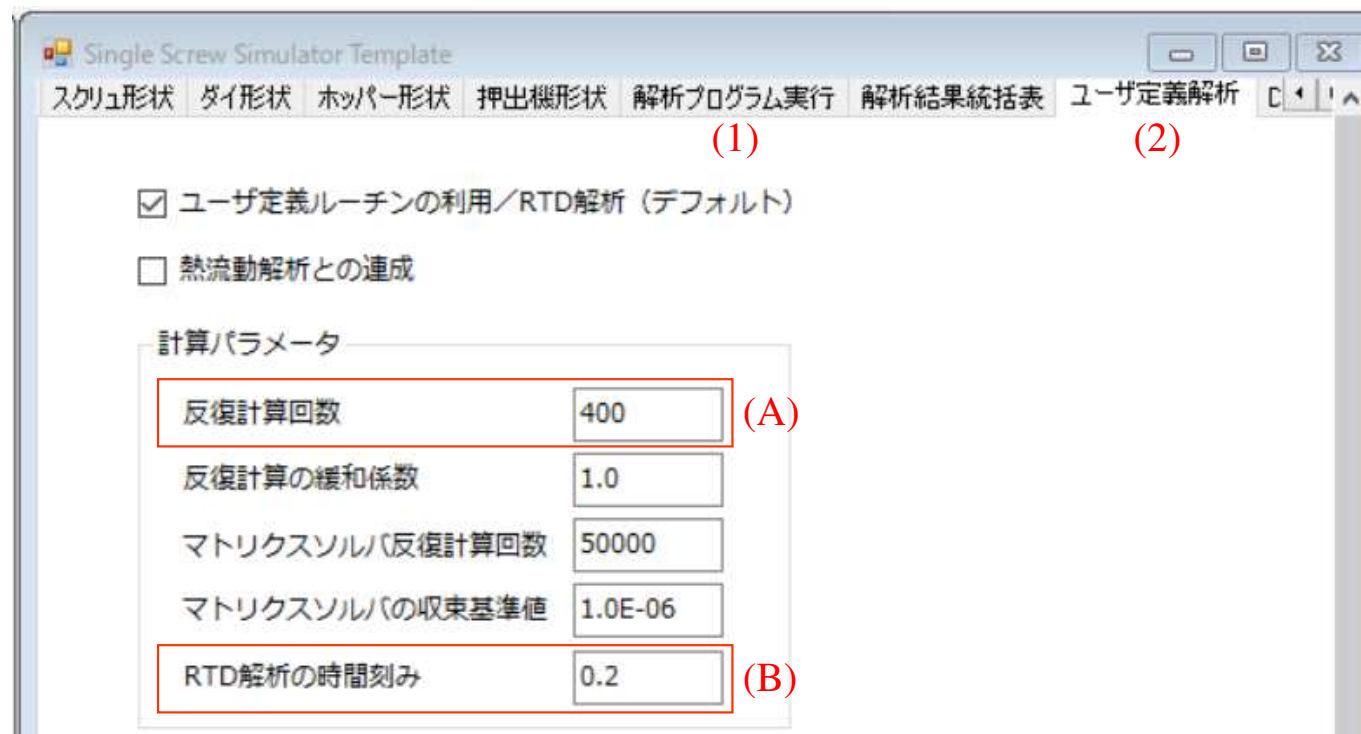 Single Screw Simulator Template
スクリュ形状 ダイ形状 ホッパー形状 押出機形状 解析プログラム実行 解析結果統括表 ユーザ定義解析
(1) (2)
ユーザ定義ルーチンの利用/RTD解析(デフォルト)
熱流動解析との連成
計算パラメータ
反復計算回数 400 (A)
反復計算の緩和係数 1.0
マトリクスソルバ反復計算回数 50000
マトリクスソルバの収束基準値 1.0E-06
RTD解析の時間刻み 0.2 (B)